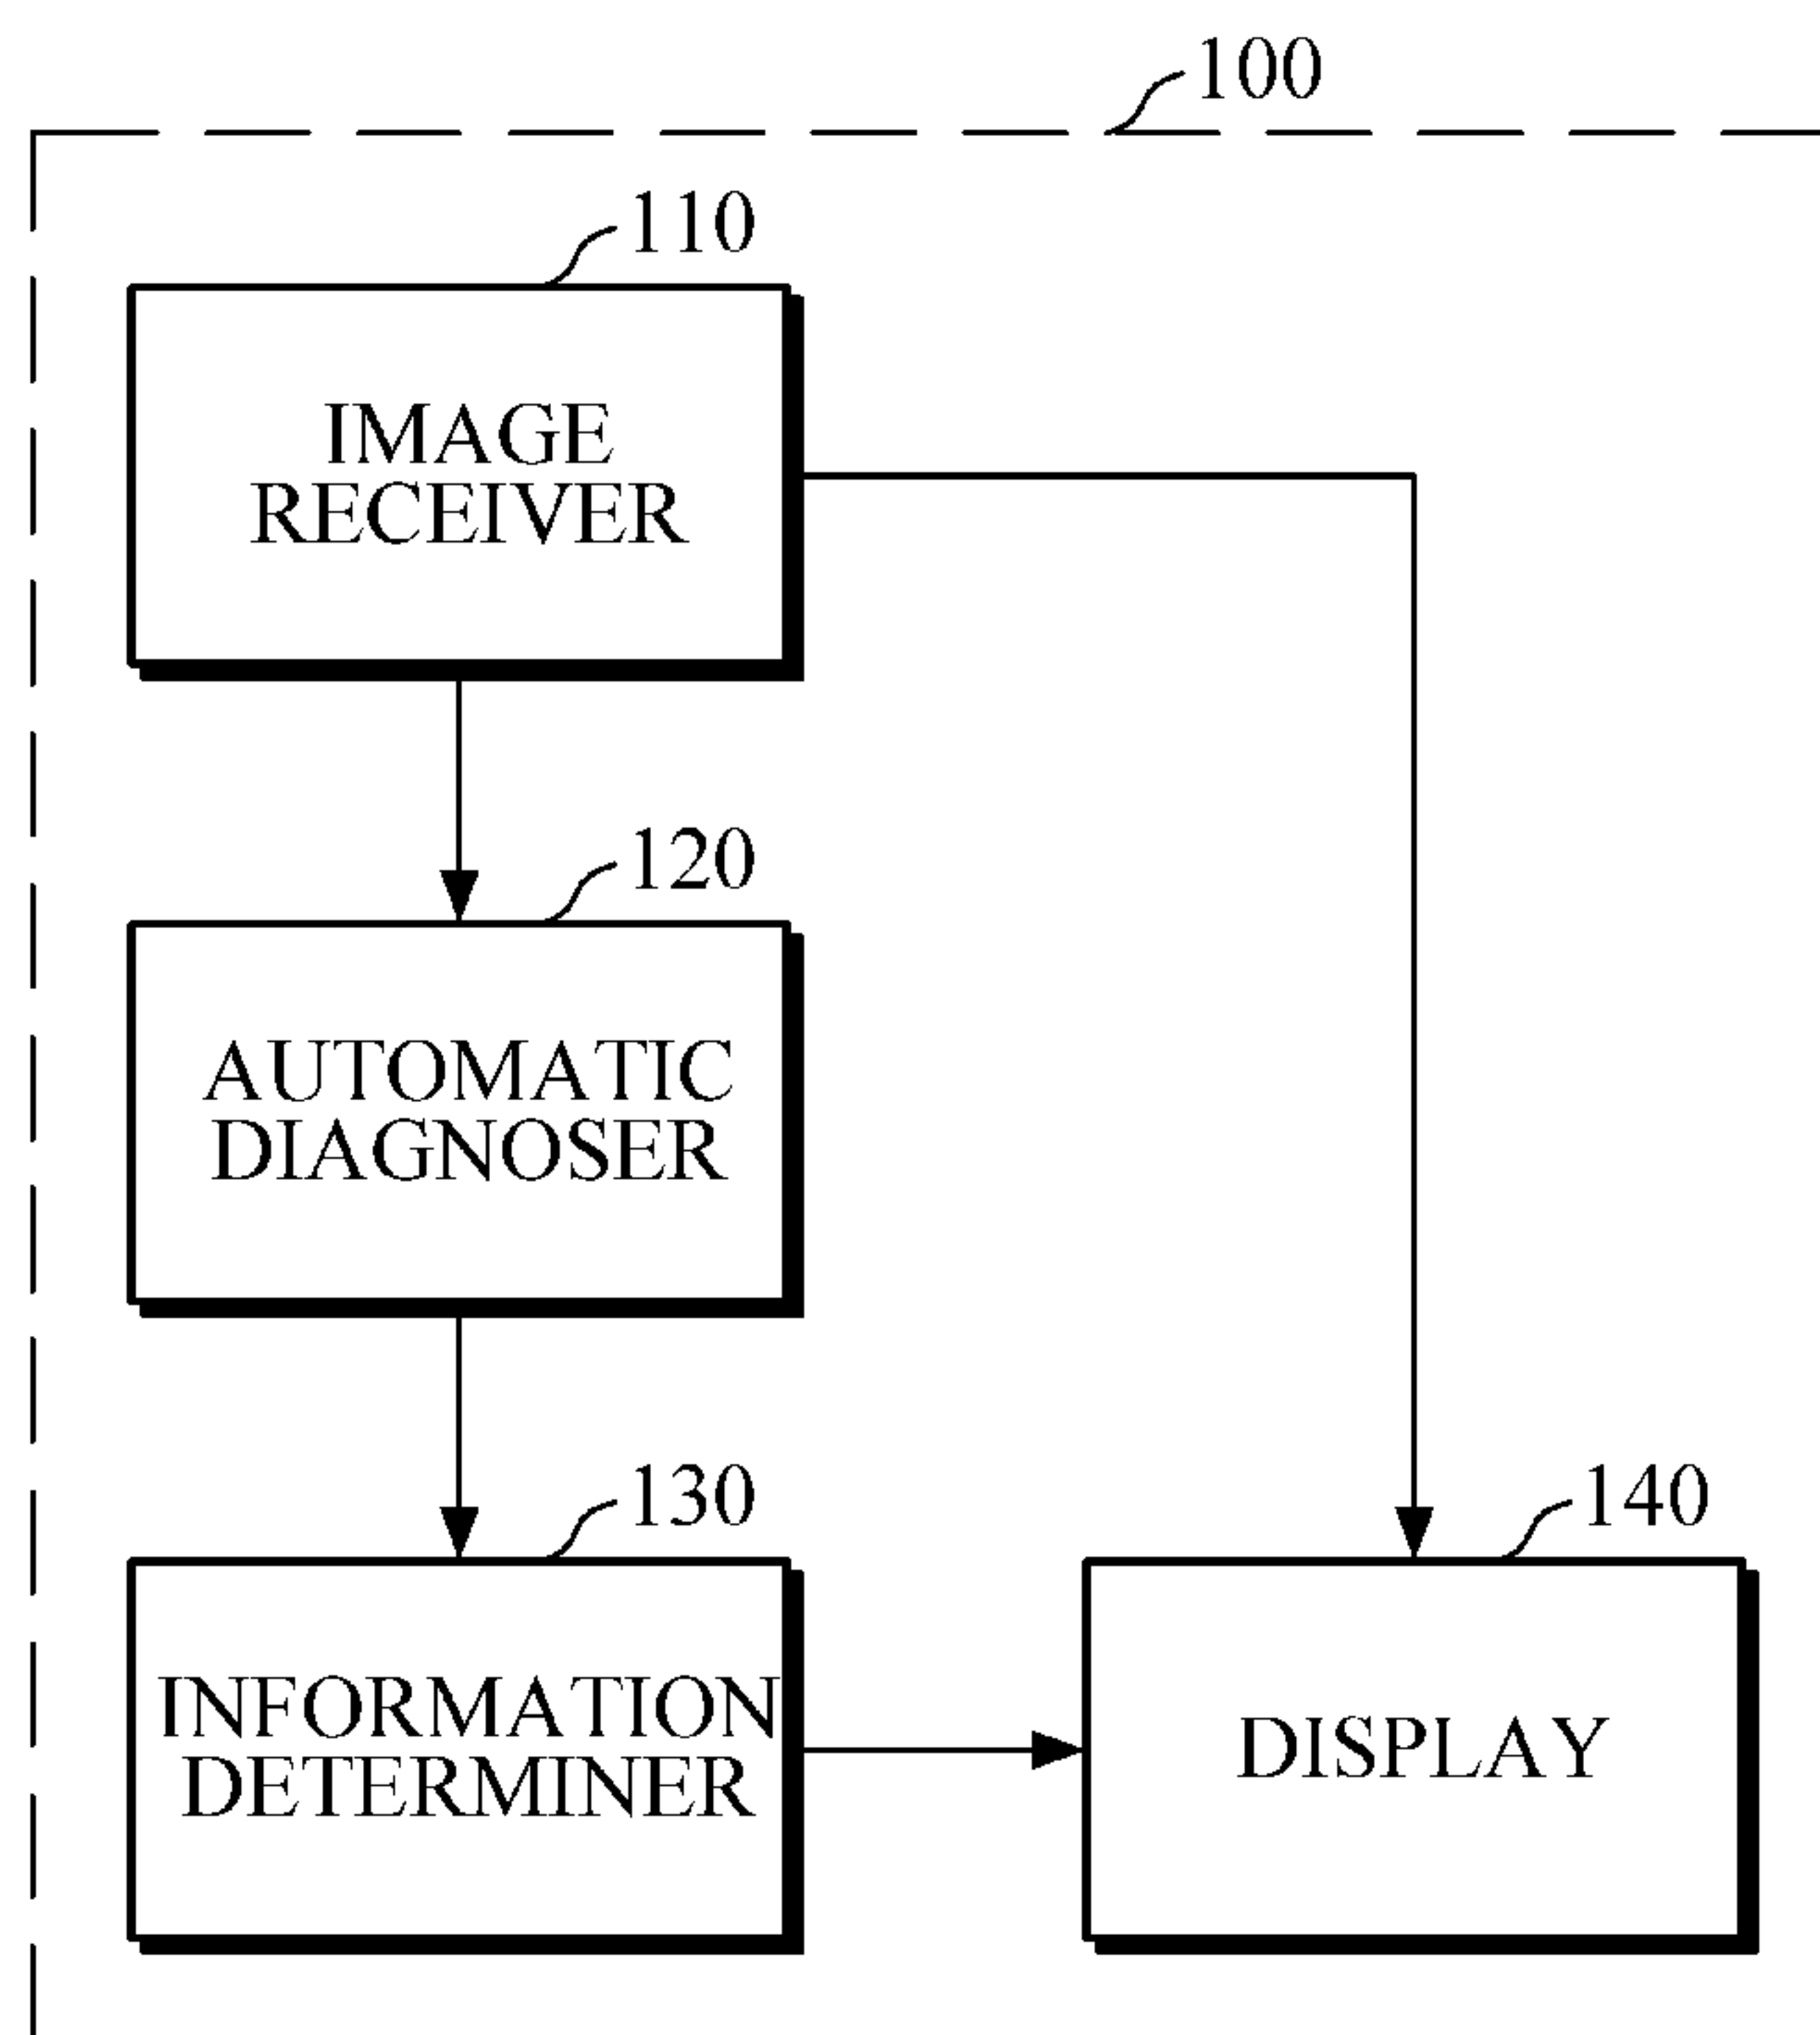 100
110
IMAGE
RECEIVER
120
AUTOMATIC
DIAGNOSER
130
INFORMATION
DETERMINER
140
DISPLAY